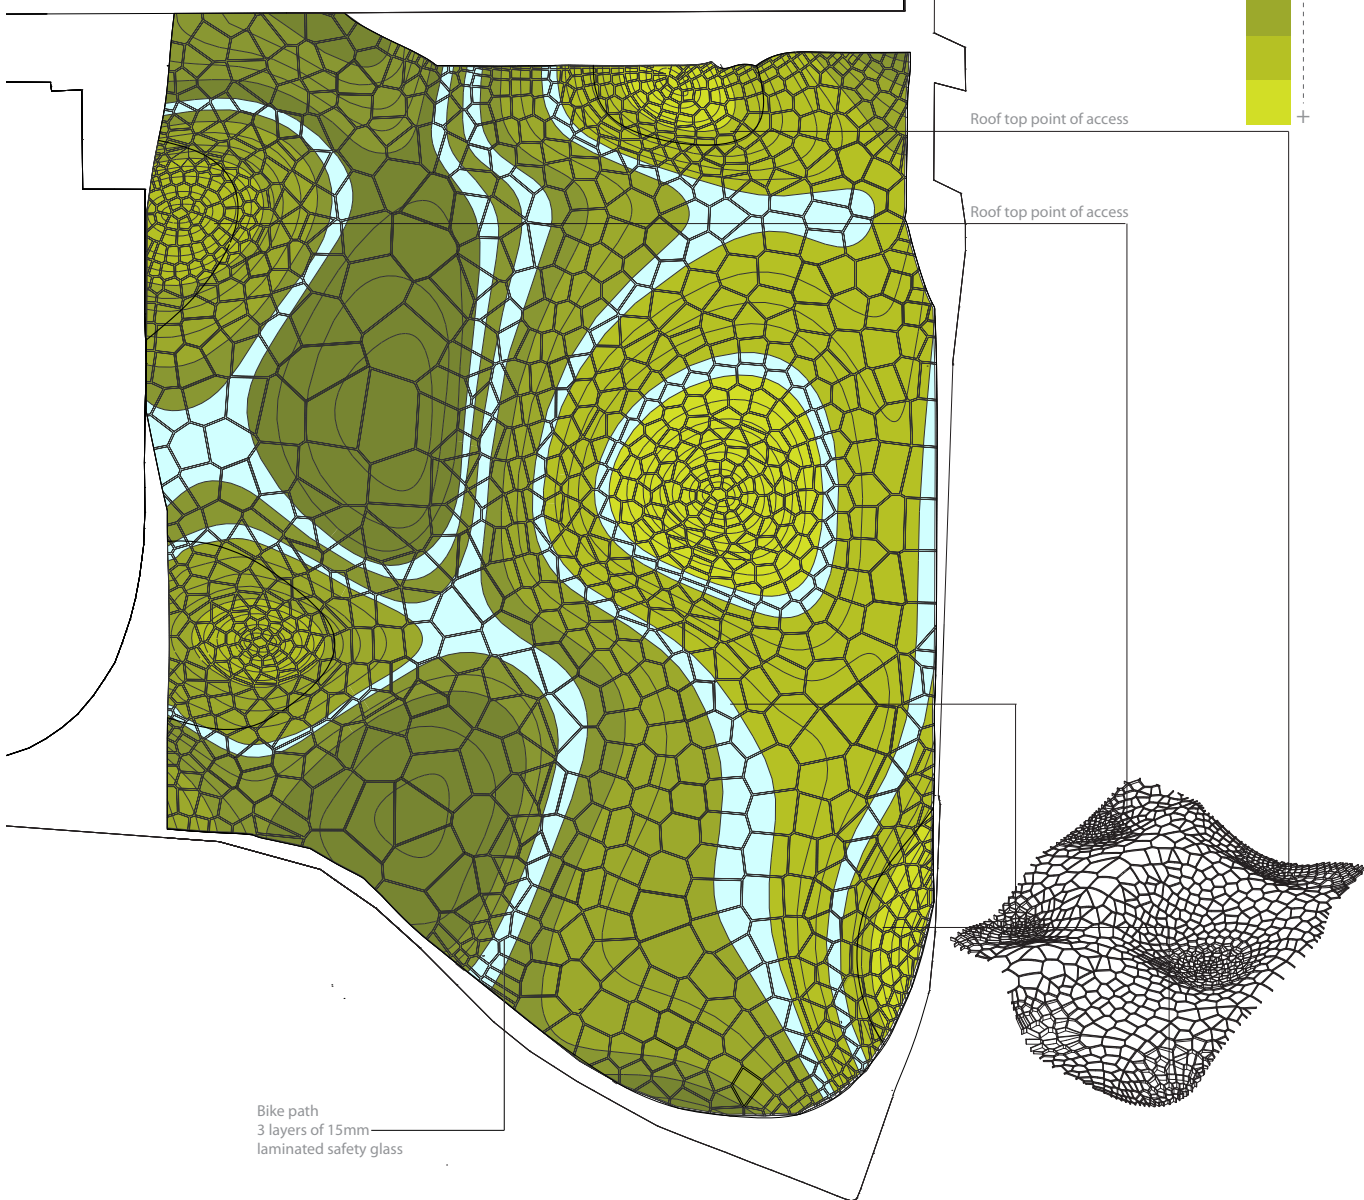 Roof top point of access
Roof top point of access
Bike path
3 layers of 15mm
laminated safety glass